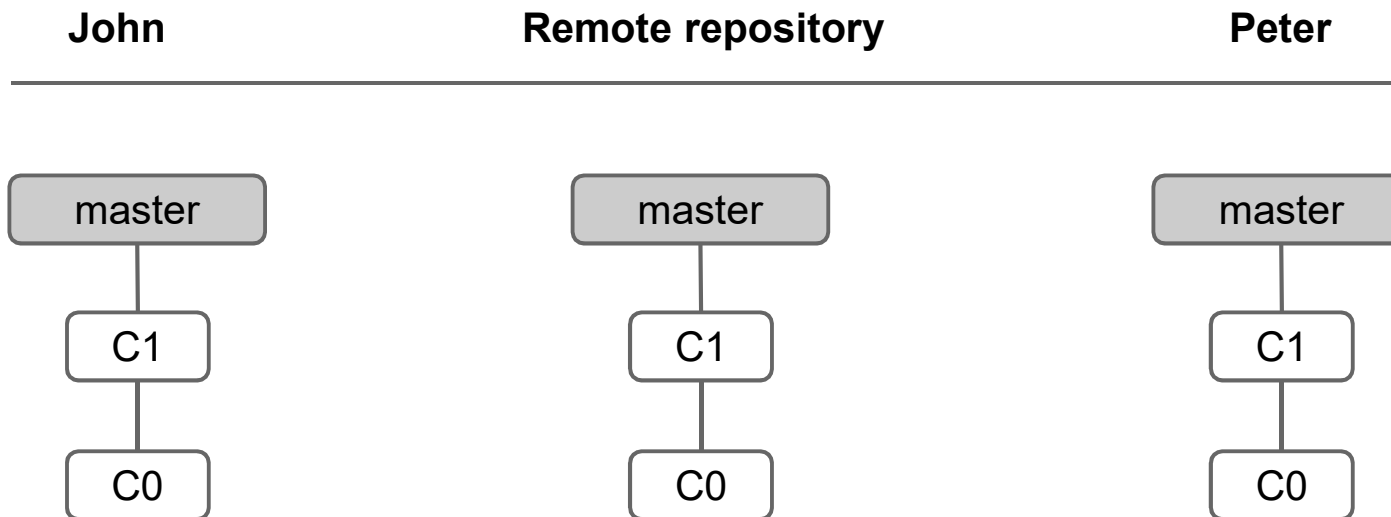 John Remote repository Peter
master master master
C1 C1 C1
C0 C0 C0